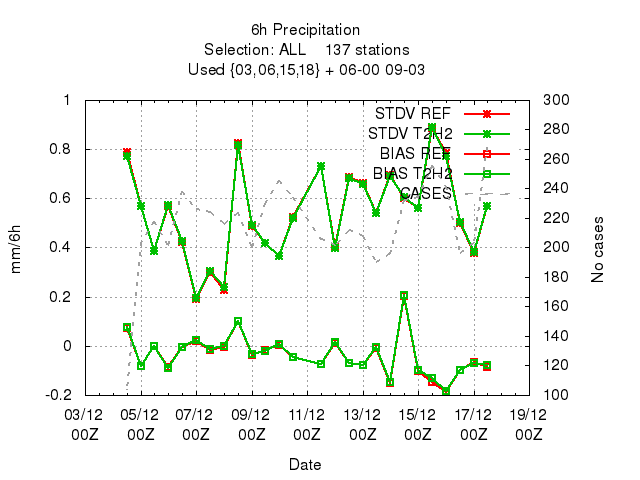 6h Precipitation
Selection: ALL    137 stations
Used {03,06,15,18} + 06-00 09-03
mm/6h
1
0.8
0.6
0.4
0.2
0
-0.2
STDV REF
STDV T2H2
BIAS REF
BIAS T2H2
CASES
300
280
260
240
220
200
180
160
140
120
100
No cases
03/12 05/12 07/12 09/12 11/12 13/12 15/12 17/12 19/12
00Z 00Z 00Z 00Z 00Z 00Z 00Z 00Z 00Z
Date